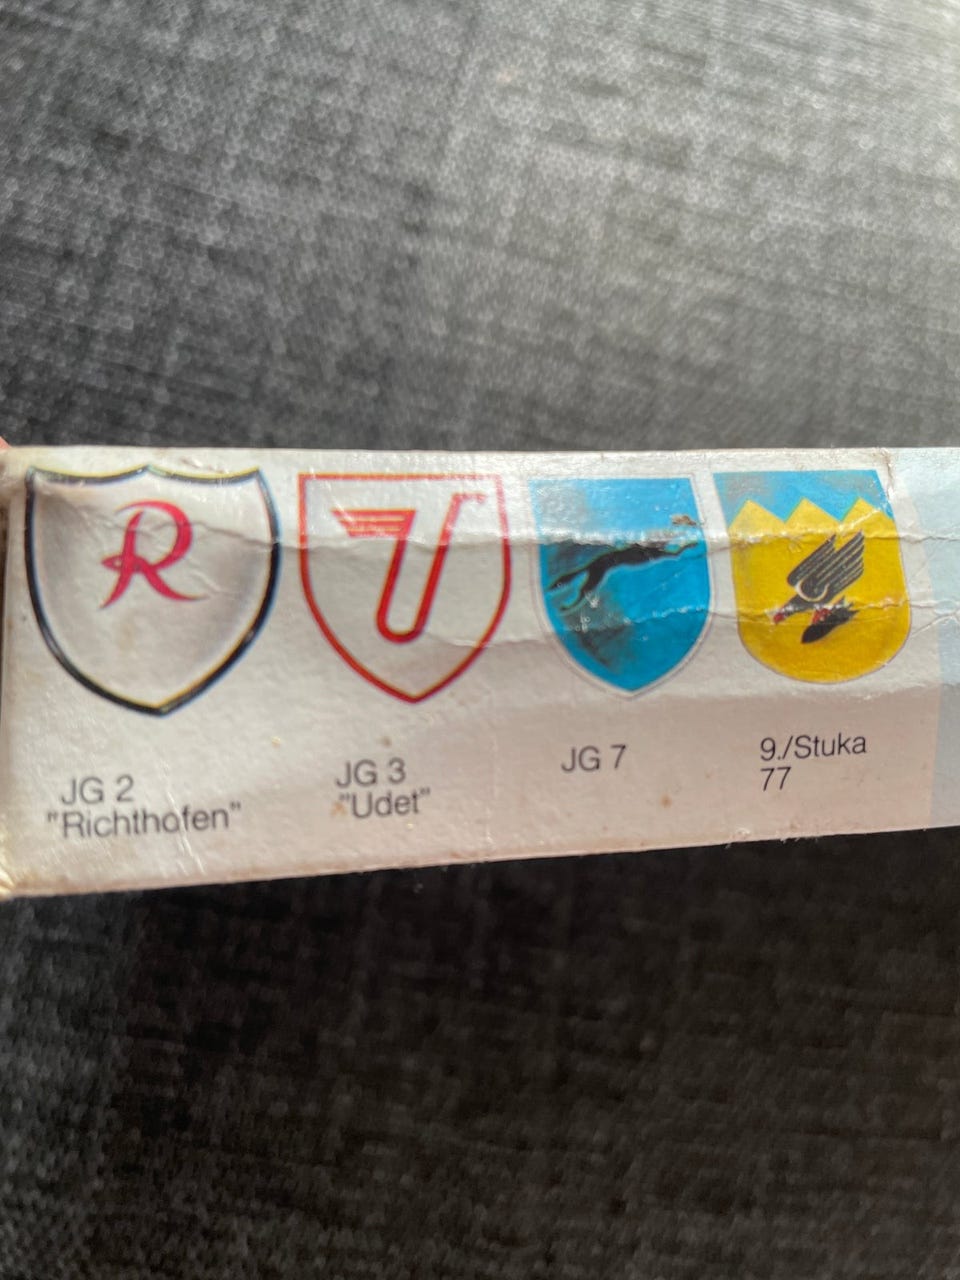 R
JG 2
"Richthofen"
U
JG 3
"Udet"
JG 7
9./Stuka
77